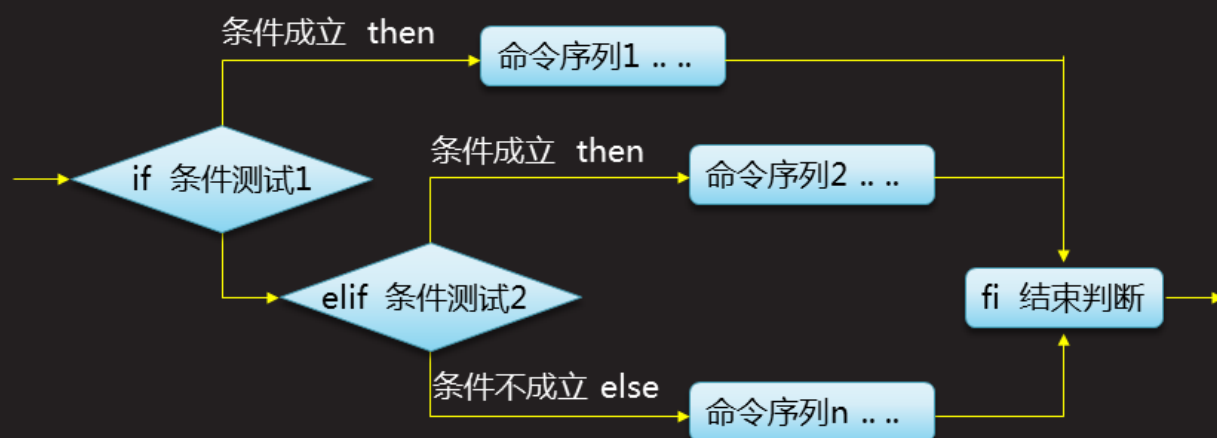 条件成立 then
命令序列1 .. ..
条件成立 then
命令序列2 .. ..
if 条件测试1
elif 条件测试2
fi 结束判断
条件不成立 else
命令序列n .. ..